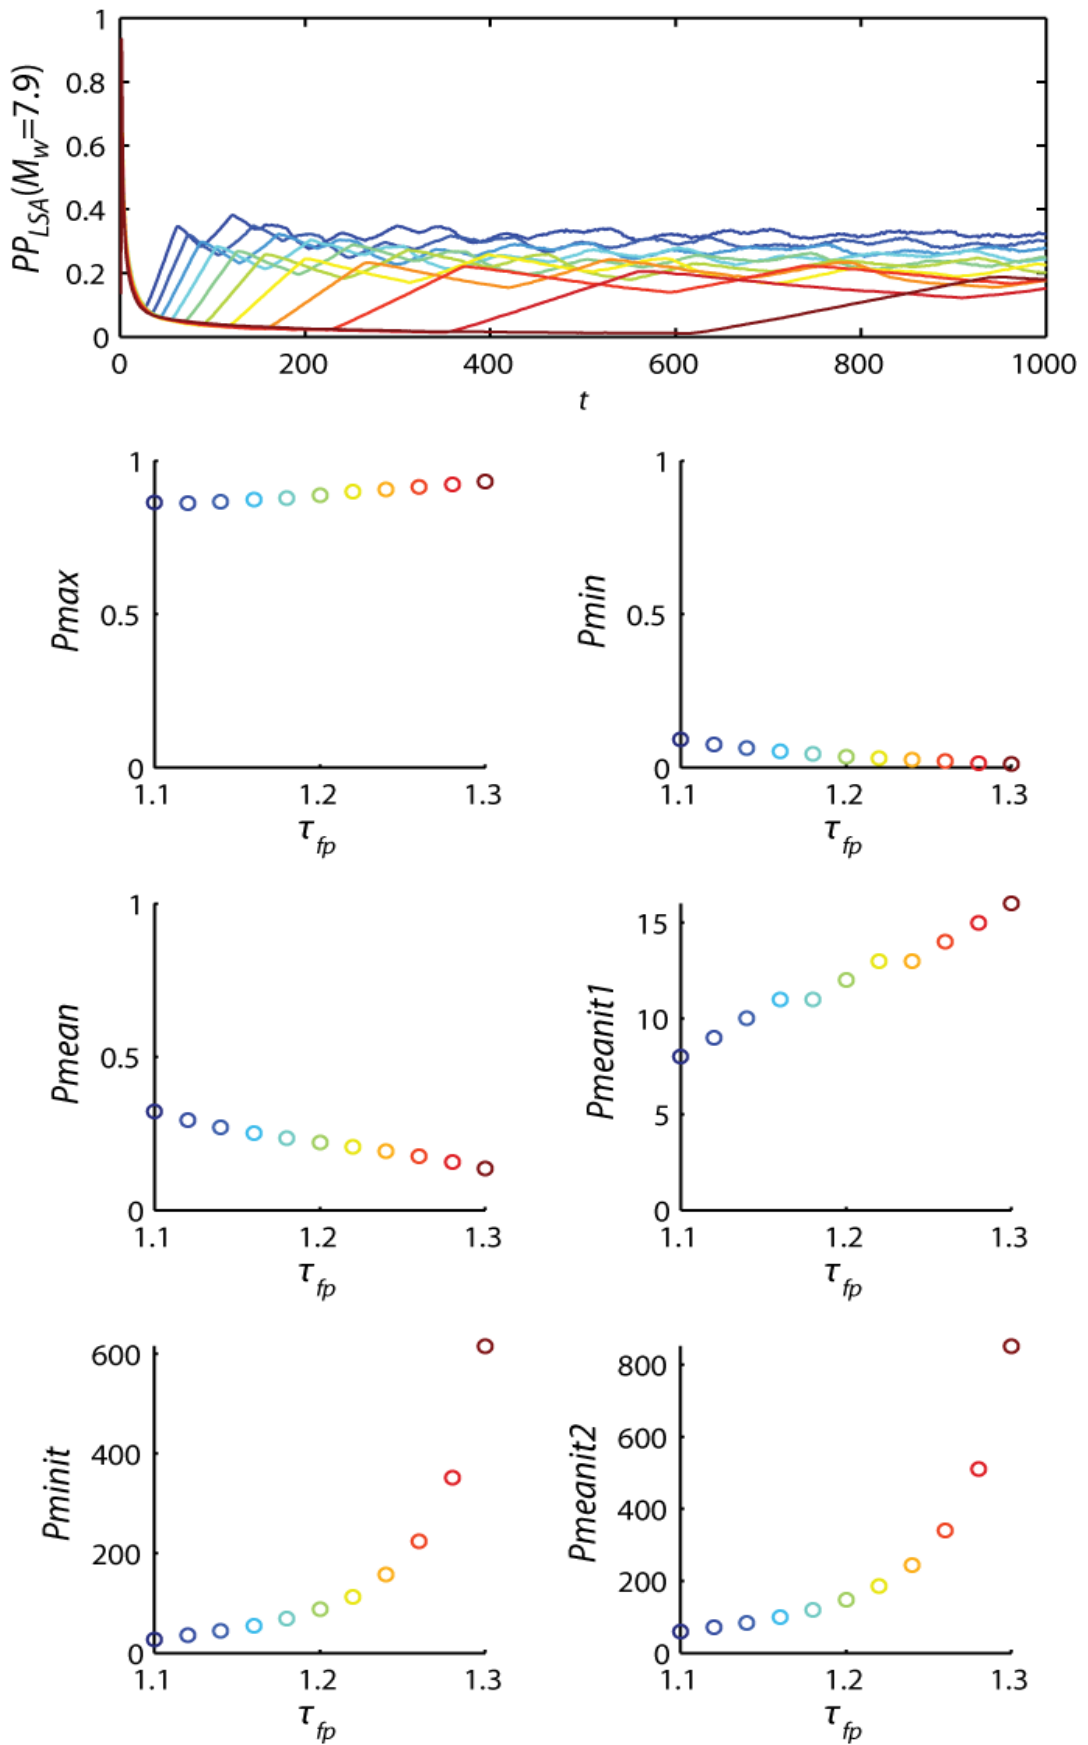 PP_LSA(M_w=7.9)
1
0.8
0.6
0.4
0.2
0
0 200 400 600 800 1000
t
Pmax
1
0.5
0
1.1 1.2 1.3
τ_fp
Pmin
1
0.5
0
1.1 1.2 1.3
τ_fp
Pmean
1
0.5
0
1.1 1.2 1.3
τ_fp
Pmeanit1
15
10
5
0
1.1 1.2 1.3
τ_fp
Pminit
600
400
200
0
1.1 1.2 1.3
τ_fp
Pmeanit2
800
600
400
200
0
1.1 1.2 1.3
τ_fp